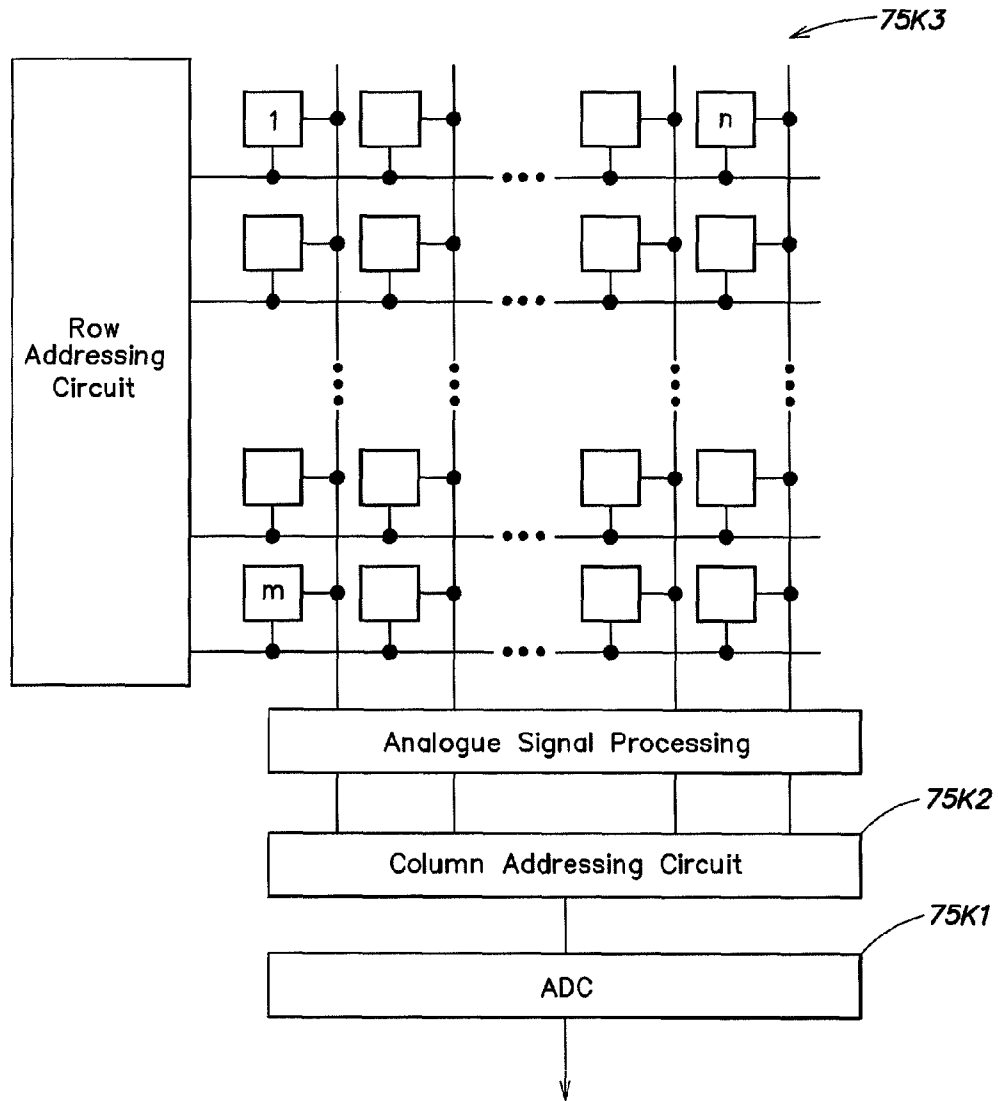 75K3
1
n
Row
Addressing
Circuit
m
Analogue Signal Processing
75K2
Column Addressing Circuit
75K1
ADC